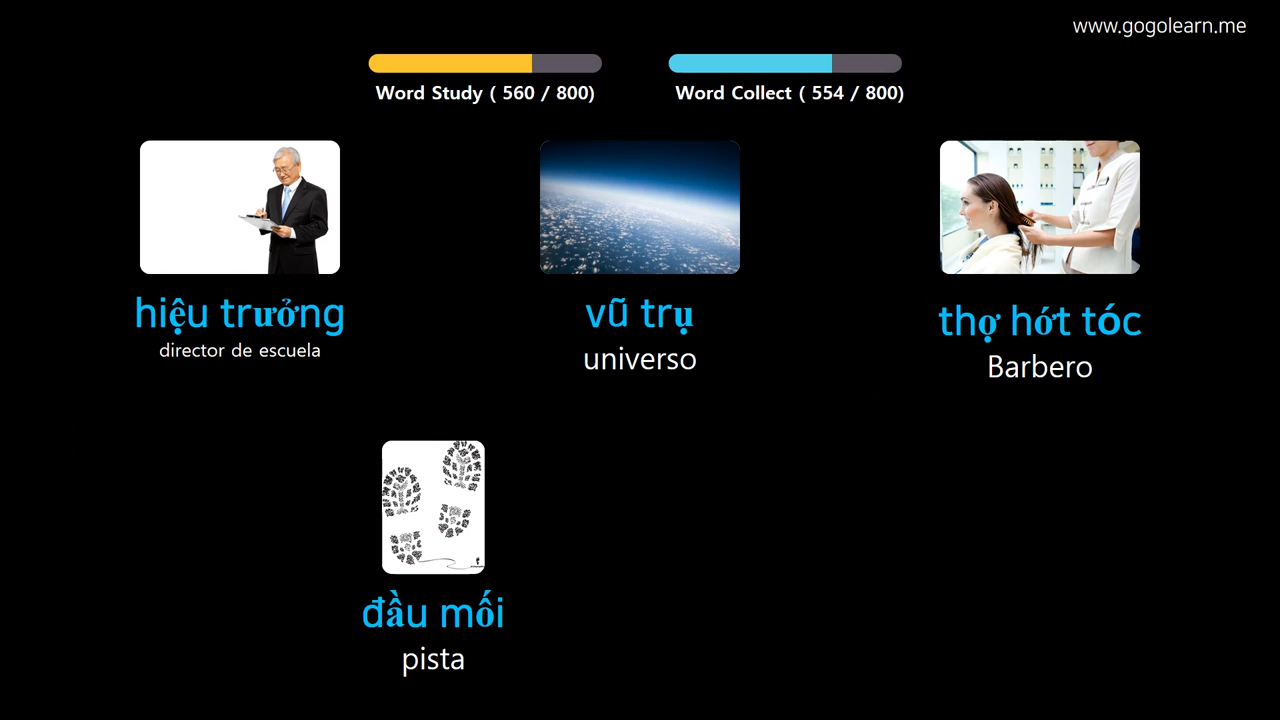 www.gogolearn.me
Word Study ( 560 / 800)
Word Collect ( 554 / 800)
hiệu trưởng
director de escuela
vũ trụ
universo
thợ hớt tóc
Barbero
đầu mối
pista